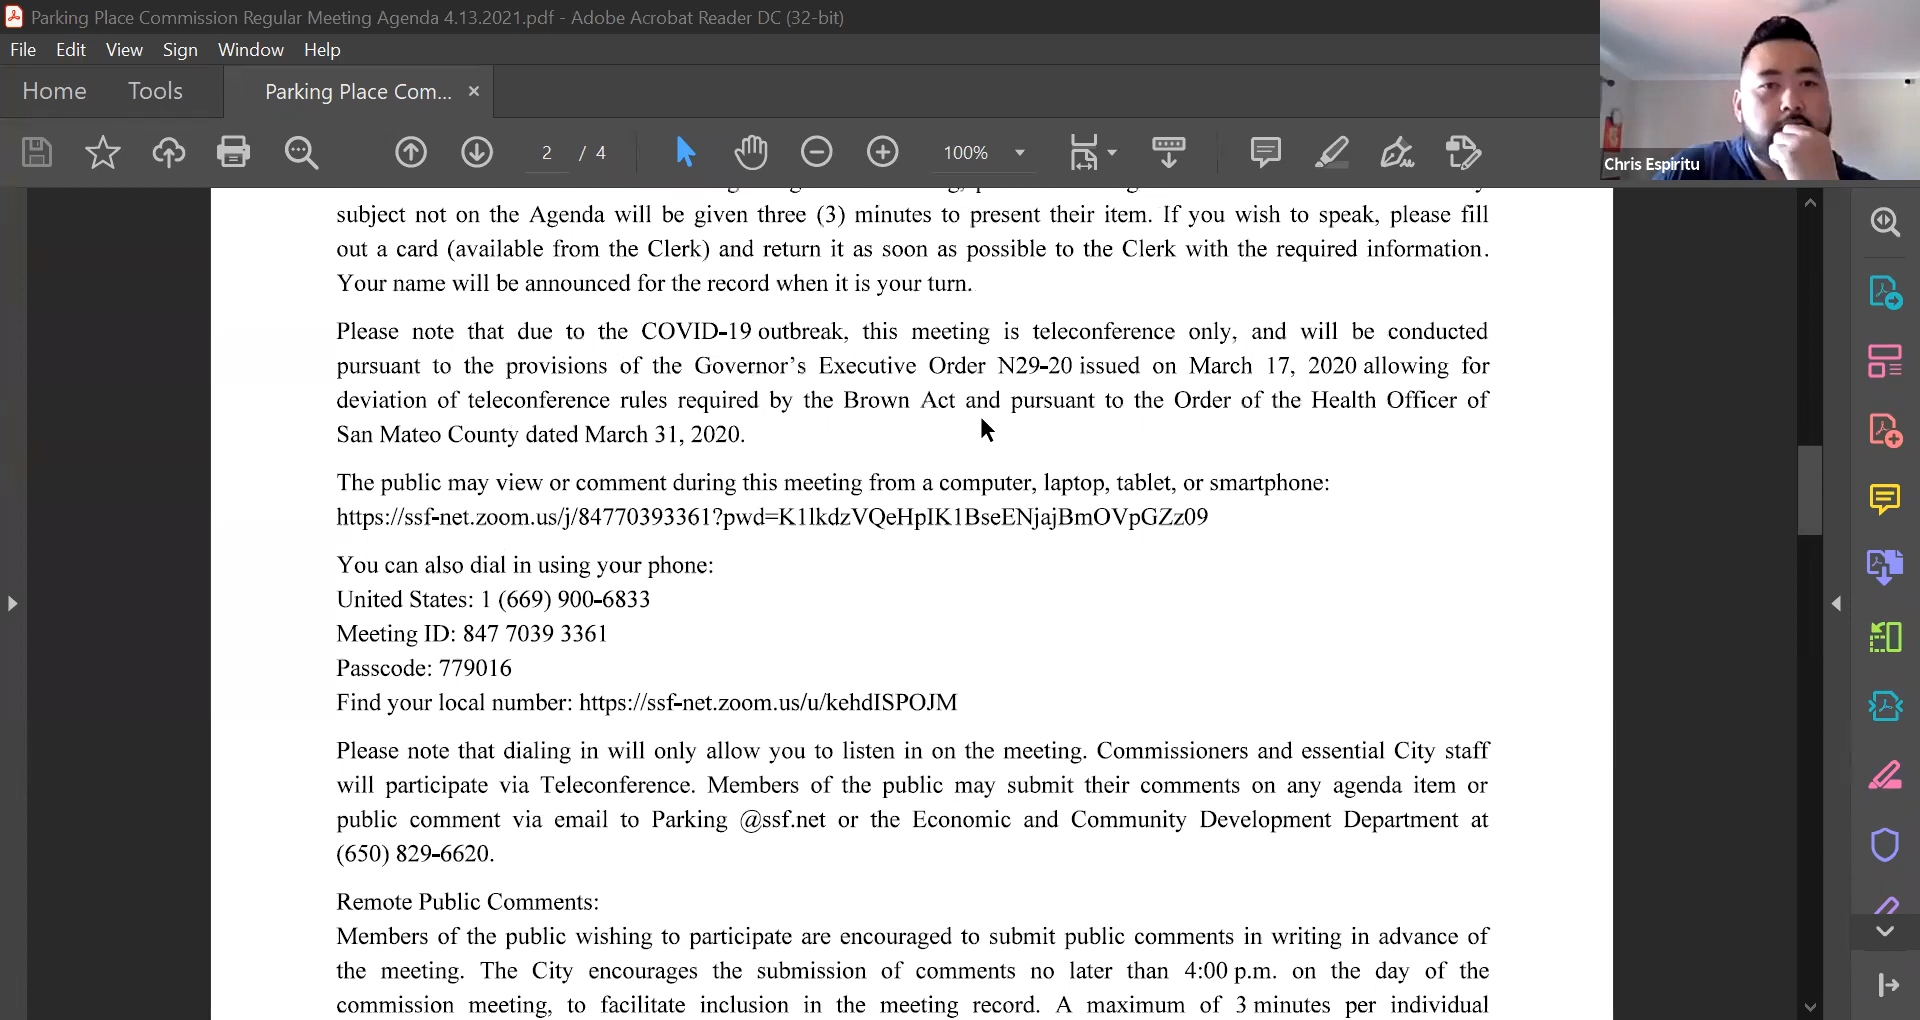 Parking Place Commission Regular Meeting Agenda 4.13.2021.pdf - Adobe Acrobat Reader DC (32-bit)
File Edit View Sign Window Help
Home Tools Parking Place Com... ×
2 / 4 100%
Chris Espiritu
subject not on the Agenda will be given three (3) minutes to present their item. If you wish to speak, please fill
out a card (available from the Clerk) and return it as soon as possible to the Clerk with the required information.
Your name will be announced for the record when it is your turn.
Please note that due to the COVID-19 outbreak, this meeting is teleconference only, and will be conducted
pursuant to the provisions of the Governor's Executive Order N29-20 issued on March 17, 2020 allowing for
deviation of teleconference rules required by the Brown Act and pursuant to the Order of the Health Officer of
San Mateo County dated March 31, 2020.
The public may view or comment during this meeting from a computer, laptop, tablet, or smartphone:
https://ssf-net.zoom.us/j/84770393361?pwd=K1lkdzVQeHpIK1BseENjajBmOVpGZz09
You can also dial in using your phone:
United States: 1 (669) 900-6833
Meeting ID: 847 7039 3361
Passcode: 779016
Find your local number: https://ssf-net.zoom.us/u/kehdISPOJM
Please note that dialing in will only allow you to listen in on the meeting. Commissioners and essential City staff
will participate via Teleconference. Members of the public may submit their comments on any agenda item or
public comment via email to Parking @ssf.net or the Economic and Community Development Department at
(650) 829-6620.
Remote Public Comments:
Members of the public wishing to participate are encouraged to submit public comments in writing in advance of
the meeting. The City encourages the submission of comments no later than 4:00 p.m. on the day of the
commission meeting, to facilitate inclusion in the meeting record. A maximum of 3 minutes per individual